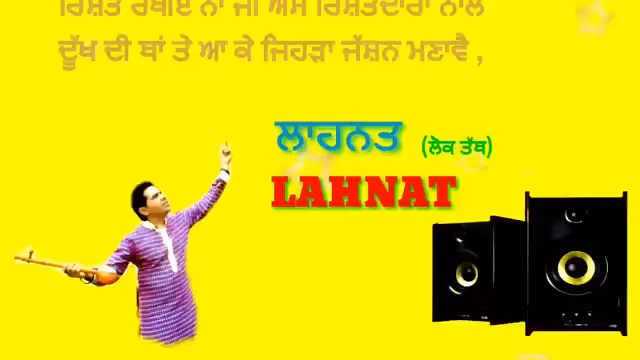 ਰਿਸ਼ਤੇ ਰੱਖੀਏ ਨਾ ਜੀ ਐਸੇ ਰਿਸ਼ਤੇਦਾਰਾਂ ਨਾਲ
ਦੂੱਖ ਦੀ ਥਾਂ ਤੇ ਆ ਕੇ ਜਿਹੜਾ ਜੱਸ਼ਨ ਮਣਾਵੈ ,
ਲਾਹਨਤ (ਲੋਕ ਤੱਥ)
LAHNAT